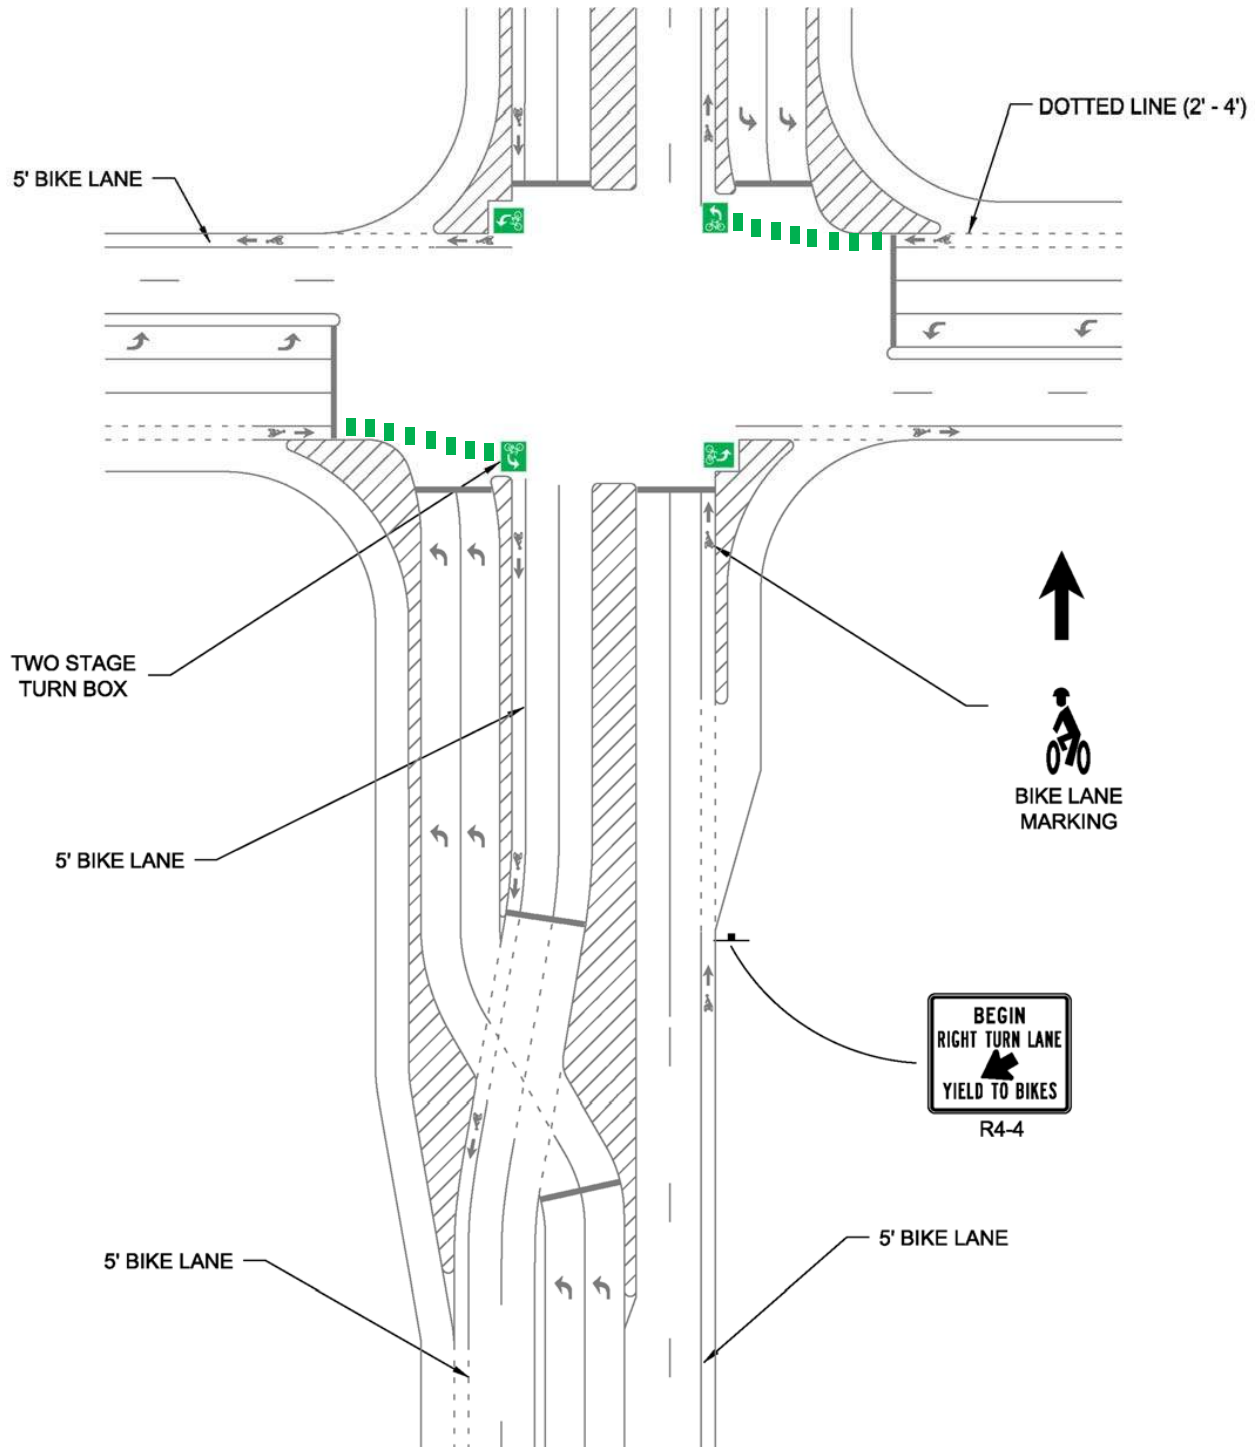 DOTTED LINE (2' - 4')
5' BIKE LANE
TWO STAGE
TURN BOX
BIKE LANE
MARKING
5' BIKE LANE
BEGIN
RIGHT TURN LANE
YIELD TO BIKES
R4-4
5' BIKE LANE
5' BIKE LANE